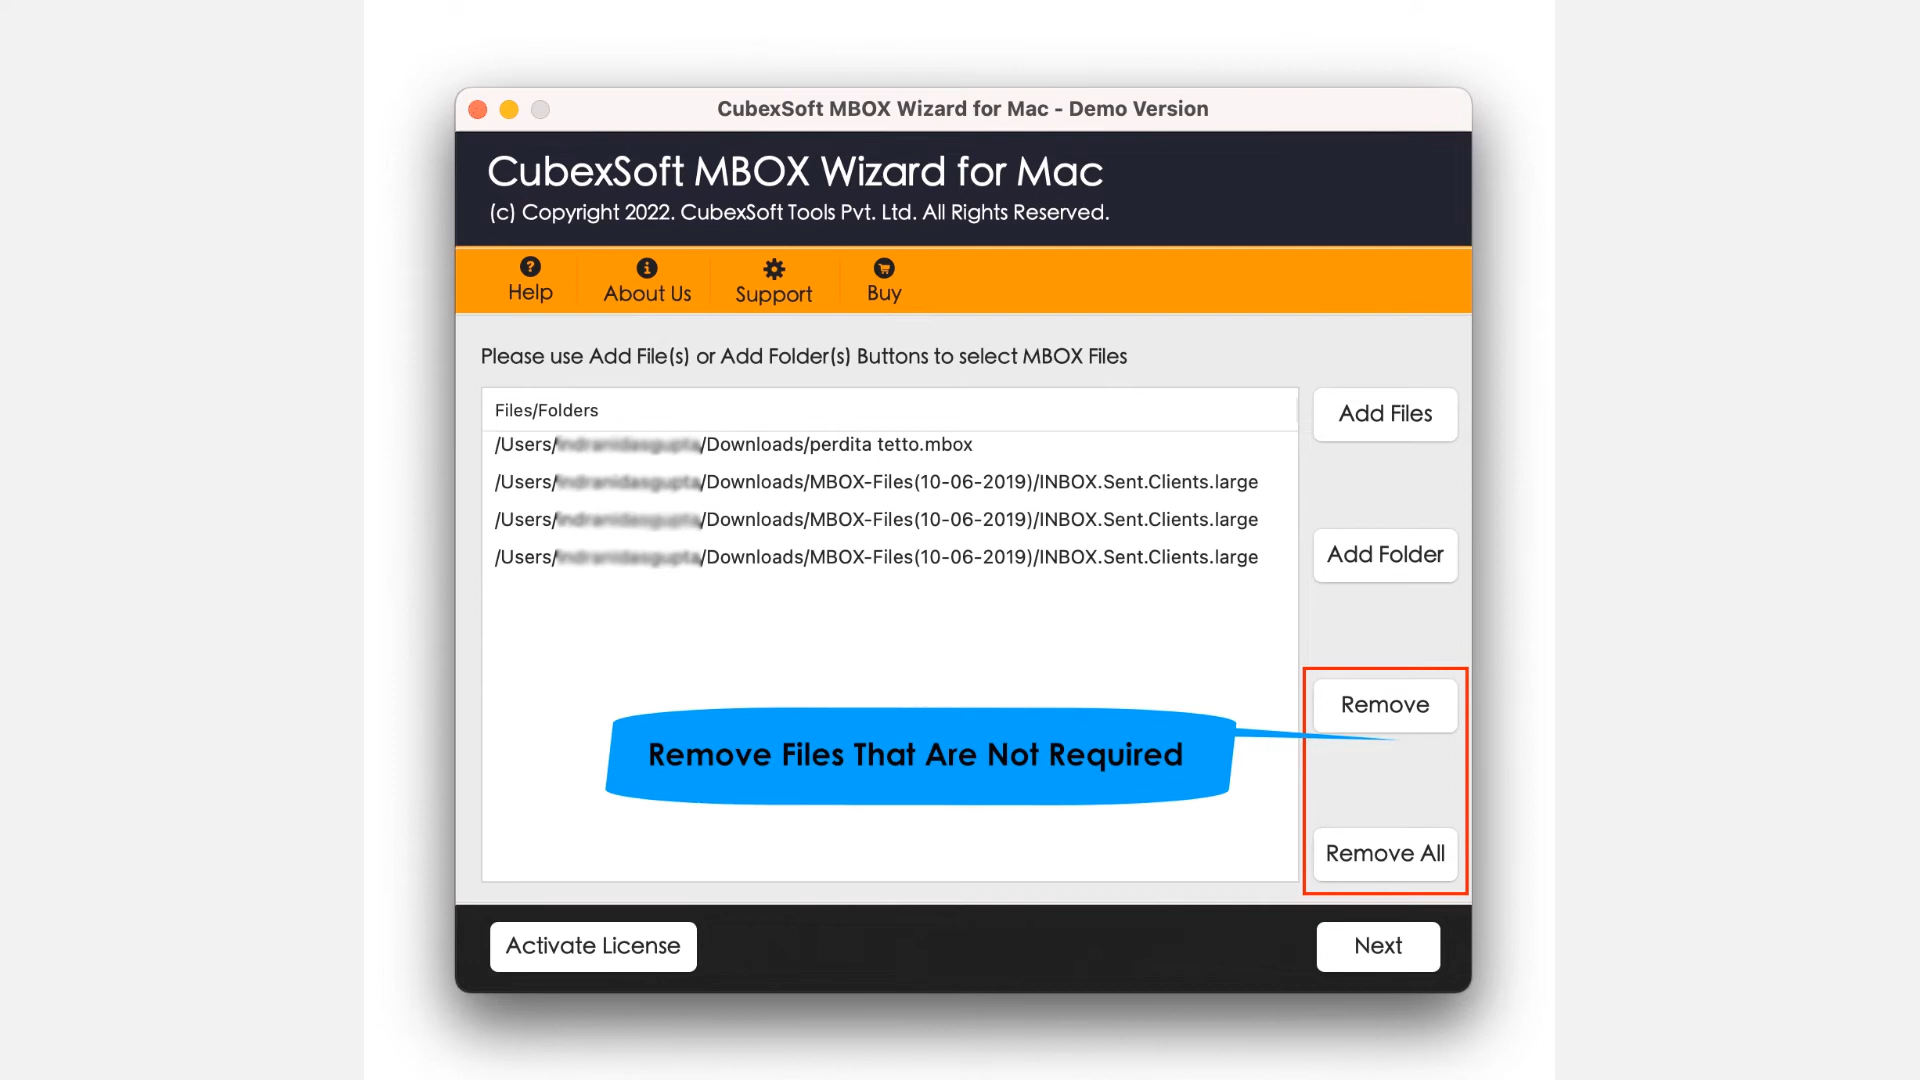 CubexSoft MBOX Wizard for Mac - Demo Version
CubexSoft MBOX Wizard for Mac
(c) Copyright 2022. CubexSoft Tools Pvt. Ltd. All Rights Reserved.
Help
About Us
Support
Buy
Please use Add File(s) or Add Folder(s) Buttons to select MBOX Files
Files/Folders
/Users/ /Downloads/perdita tetto.mbox
/Users/ /Downloads/MBOX-Files(10-06-2019)/INBOX.Sent.Clients.large
/Users/ /Downloads/MBOX-Files(10-06-2019)/INBOX.Sent.Clients.large
/Users/ /Downloads/MBOX-Files(10-06-2019)/INBOX.Sent.Clients.large
Add Files
Add Folder
Remove
Remove Files That Are Not Required
Remove All
Activate License
Next